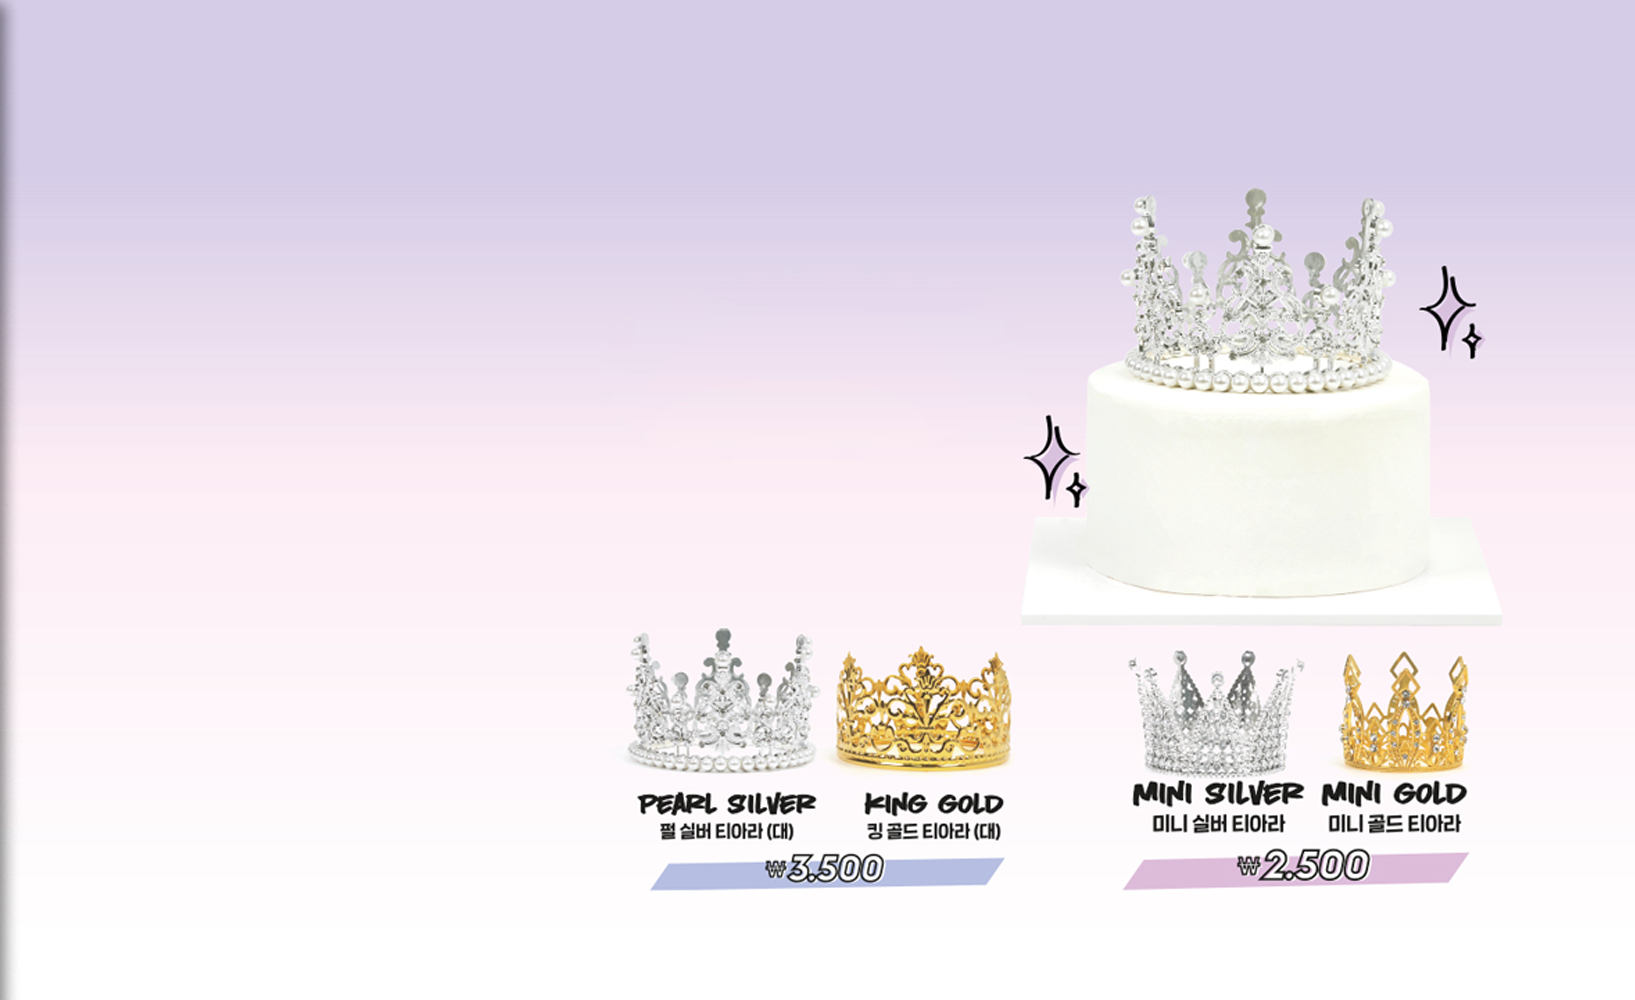 PEARL SILVER
펄 실버 티아라 (대)
KING GOLD
킹 골드 티아라 (대)
₩3.500
MINI SILVER
미니 실버 티아라
MINI GOLD
미니 골드 티아라
₩2.500